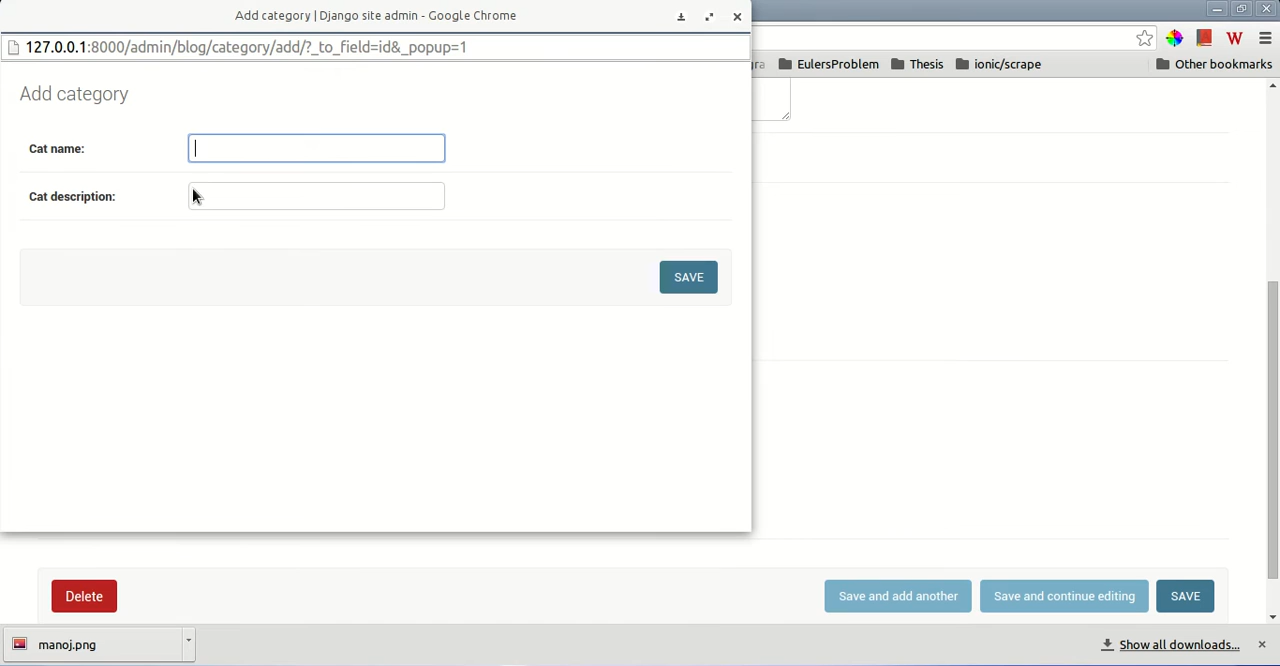 Add category | Django site admin - Google Chrome
127.0.0.1:8000/admin/blog/category/add/?_to_field=id&_popup=1
EulersProblem Thesis ionic/scrape Other bookmarks
Add category
Cat name:
Cat description:
SAVE
Delete Save and add another Save and continue editing SAVE
manoj.png Show all downloads...